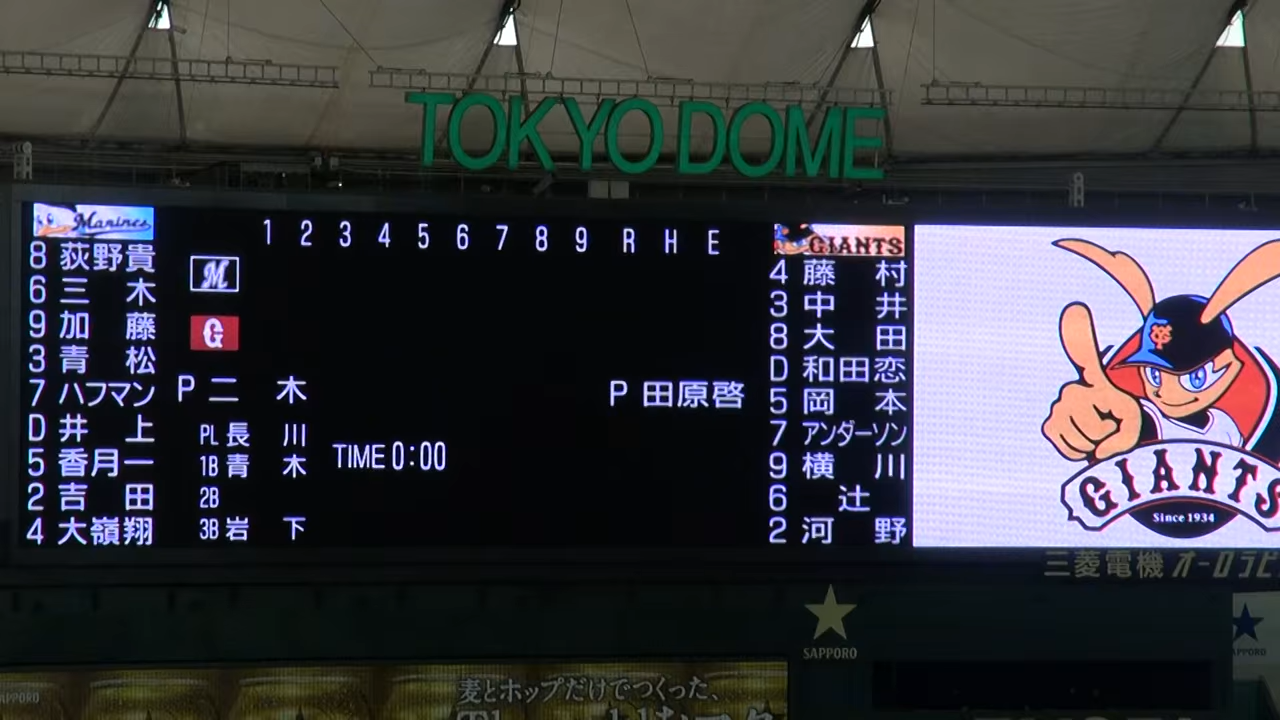 TOKYO DOME
Marines
1 2 3 4 5 6 7 8 9 R H E
8 荻野貴
6 三木
9 加藤
3 青松
7 ハフマン
D 井上
5 香月一
2 吉田
4 大嶺翔
M
G
P 二木
PL 長川
1B 青木
2B
3B 岩下
TIME 0:00
P 田原啓
GIANTS
4 藤村
3 中井
8 大田
D 和田恋
5 岡本
7 アンダーソン
9 横川
6 辻
2 河野
YG
GIANTS
Since 1934
三菱電機 オーロラビ
SAPPORO
APPORO
SAPPORO
麦とホップだけでつくった、